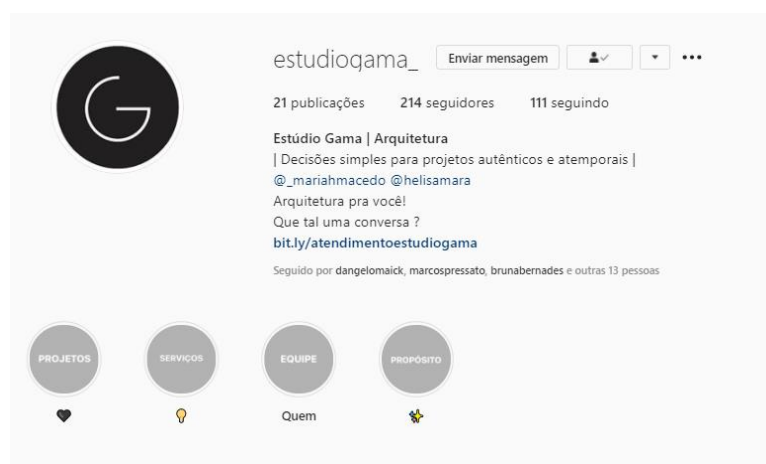 estudiogama_ Enviar mensagem
21 publicações 214 seguidores 111 seguindo
Estúdio Gama | Arquitetura
| Decisões simples para projetos autênticos e atemporais |
@_mariahmacedo @helisamara
Arquitetura pra você!
Que tal uma conversa ?
bit.ly/atendimentoestudiogama
Seguido por dangelomaick, marcospressato, brunabernades e outras 13 pessoas
PROJETOS SERVIÇOS EQUIPE PROPÓSITO
Quem